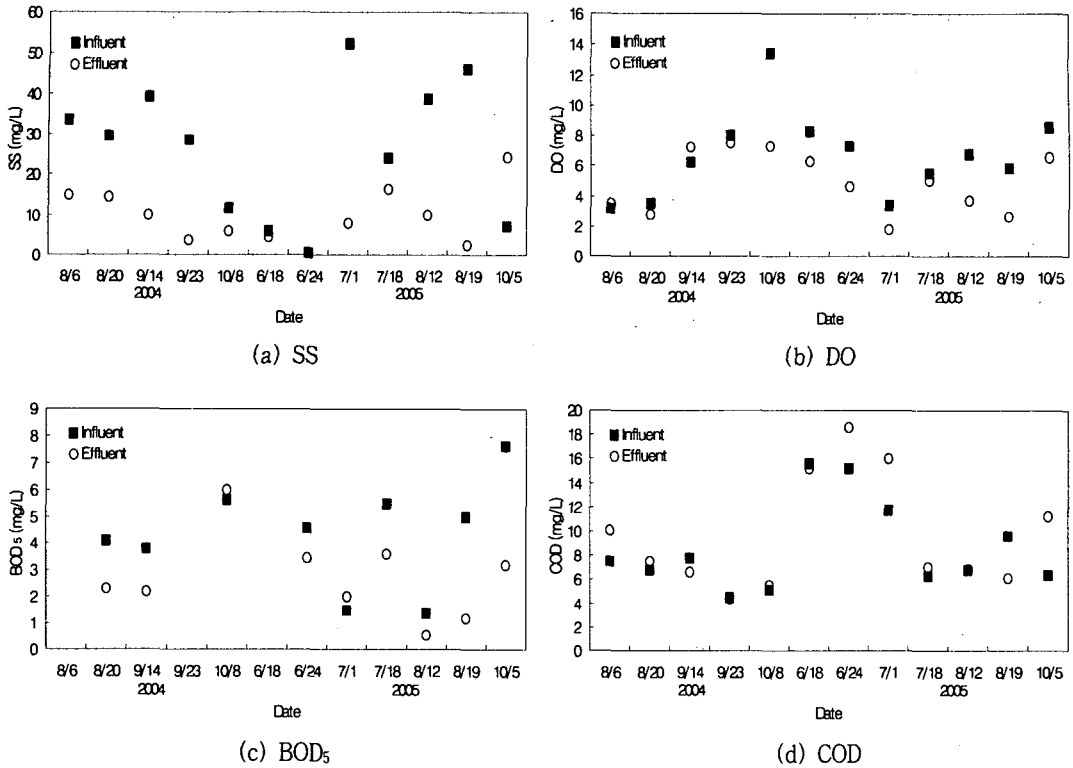 60
50
40
30
20
10
0
SS (mg/L)
Influent
Effluent
8/6 8/20 9/14 9/23 10/8 6/18 6/24 7/1 7/18 8/12 8/19 10/5
2004 2005
Date
(a) SS
16
14
12
10
8
6
4
2
0
DO (mg/L)
Influent
Effluent
8/6 8/20 9/14 9/23 10/8 6/18 6/24 7/1 7/18 8/12 8/19 10/5
2004 2005
Date
(b) DO
9
8
7
6
5
4
3
2
1
0
BOD₅ (mg/L)
Influent
Effluent
8/6 8/20 9/14 9/23 10/8 6/18 6/24 7/1 7/18 8/12 8/19 10/5
2004 2005
Date
(c) BOD₅
20
18
16
14
12
10
8
6
4
2
0
COD (mg/L)
Influent
Effluent
8/6 8/20 9/14 9/23 10/8 6/18 6/24 7/1 7/18 8/12 8/19 10/5
2004 2005
Date
(d) COD